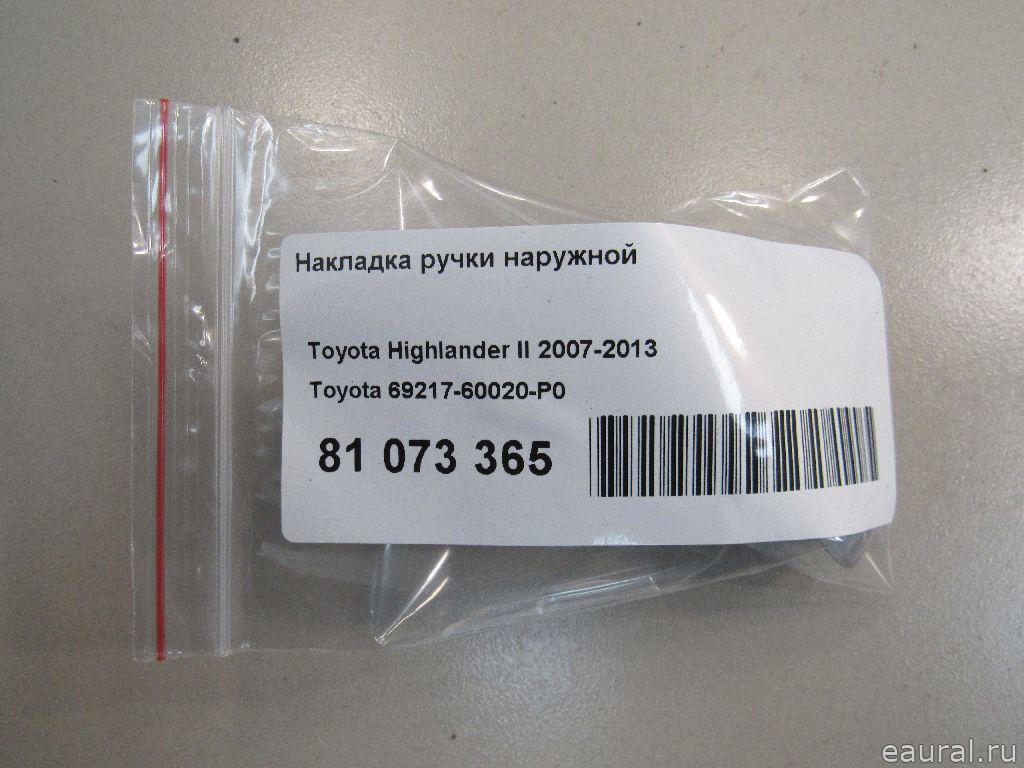 Накладка ручки наружной
Toyota Highlander II 2007-2013
Toyota 69217-60020-P0
81 073 365
eaural.ru